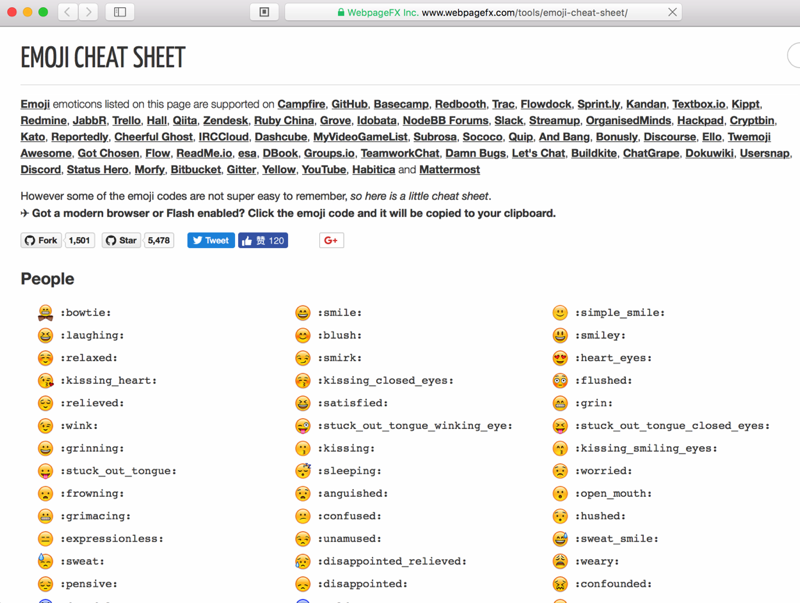 WebpageFX Inc. www.webpagefx.com/tools/emoji-cheat-sheet/
EMOJI CHEAT SHEET
Emoji emoticons listed on this page are supported on Campfire, GitHub, Basecamp, Redbooth, Trac, Flowdock, Sprint.ly, Kandan, Textbox.io, Kippt,
Redmine, JabbR, Trello, Hall, Qiita, Zendesk, Ruby China, Grove, Idobata, NodeBB Forums, Slack, Streamup, OrganisedMinds, Hackpad, Cryptbin,
Kato, Reportedly, Cheerful Ghost, IRCCloud, Dashcube, MyVideoGameList, Subrosa, Sococo, Quip, And Bang, Bonusly, Discourse, Ello, Twemoji
Awesome, Got Chosen, Flow, ReadMe.io, esa, DBook, Groups.io, TeamworkChat, Damn Bugs, Let's Chat, Buildkite, ChatGrape, Dokuwiki, Usersnap,
Discord, Status Hero, Morfy, Bitbucket, Gitter, Yellow, YouTube, Habitica and Mattermost
However some of the emoji codes are not super easy to remember, so here is a little cheat sheet.
✈ Got a modern browser or Flash enabled? Click the emoji code and it will be copied to your clipboard.
Fork 1,501 Star 5,478 Tweet 赞 120 G+
People
:bowtie: :smile: :simple_smile:
:laughing: :blush: :smiley:
:relaxed: :smirk: :heart_eyes:
:kissing_heart: :kissing_closed_eyes: :flushed:
:relieved: :satisfied: :grin:
:wink: :stuck_out_tongue_winking_eye: :stuck_out_tongue_closed_eyes:
:grinning: :kissing: :kissing_smiling_eyes:
:stuck_out_tongue: :sleeping: :worried:
:frowning: :anguished: :open_mouth:
:grimacing: :confused: :hushed:
:expressionless: :unamused: :sweat_smile:
:sweat: :disappointed_relieved: :weary:
:pensive: :disappointed: :confounded: